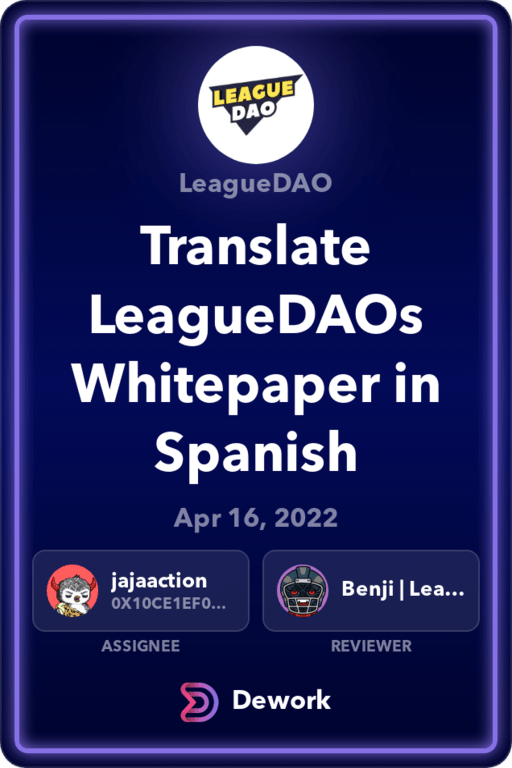 LEAGUE
DAO
LeagueDAO
Translate
LeagueDAOs
Whitepaper in
Spanish
Apr 16, 2022
jajaaction
0X10CE1EF0...
Benji | Lea...
ASSIGNEE
REVIEWER
Dework